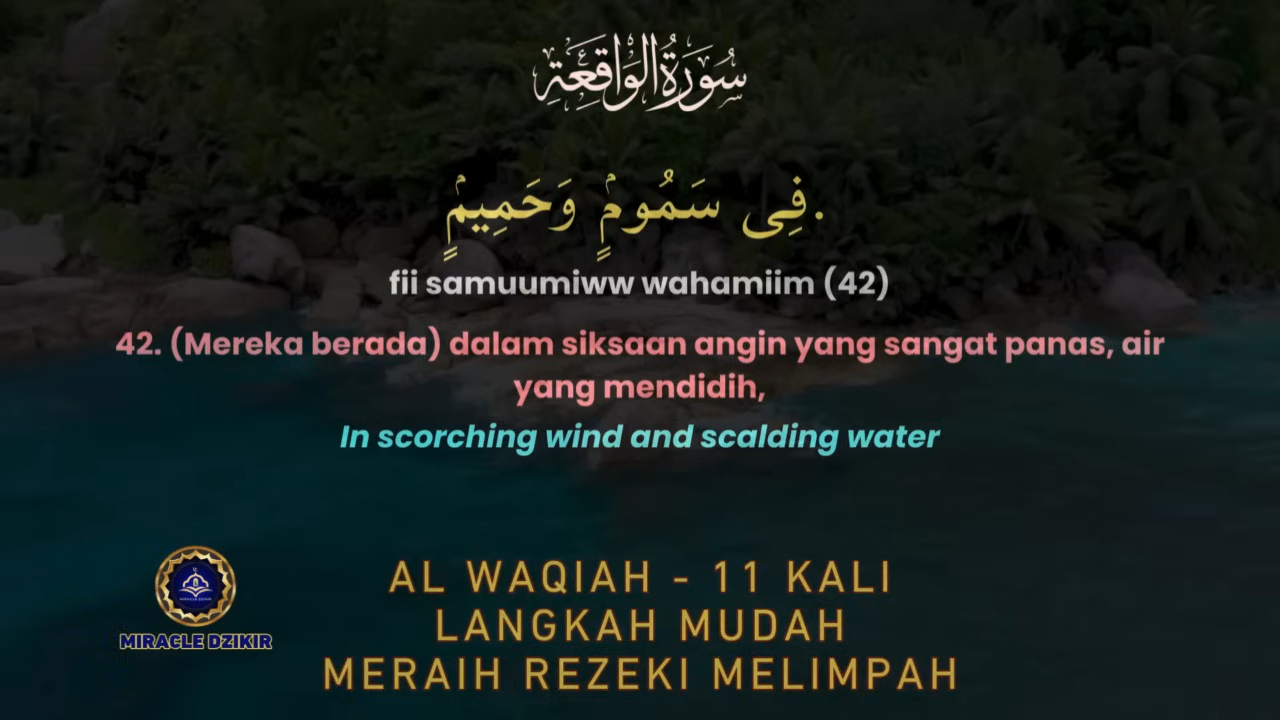 سُورَةُ الْوَاقِعَةِ
.فِى سَمُومٍۢ وَحَمِيمٍۢ
fii samuumiww wahamiim (42)
42. (Mereka berada) dalam siksaan angin yang sangat panas, air
yang mendidih,
In scorching wind and scalding water
AL WAQIAH - 11 KALI
LANGKAH MUDAH
MERAIH REZEKI MELIMPAH
MIRACLE DZIKIR